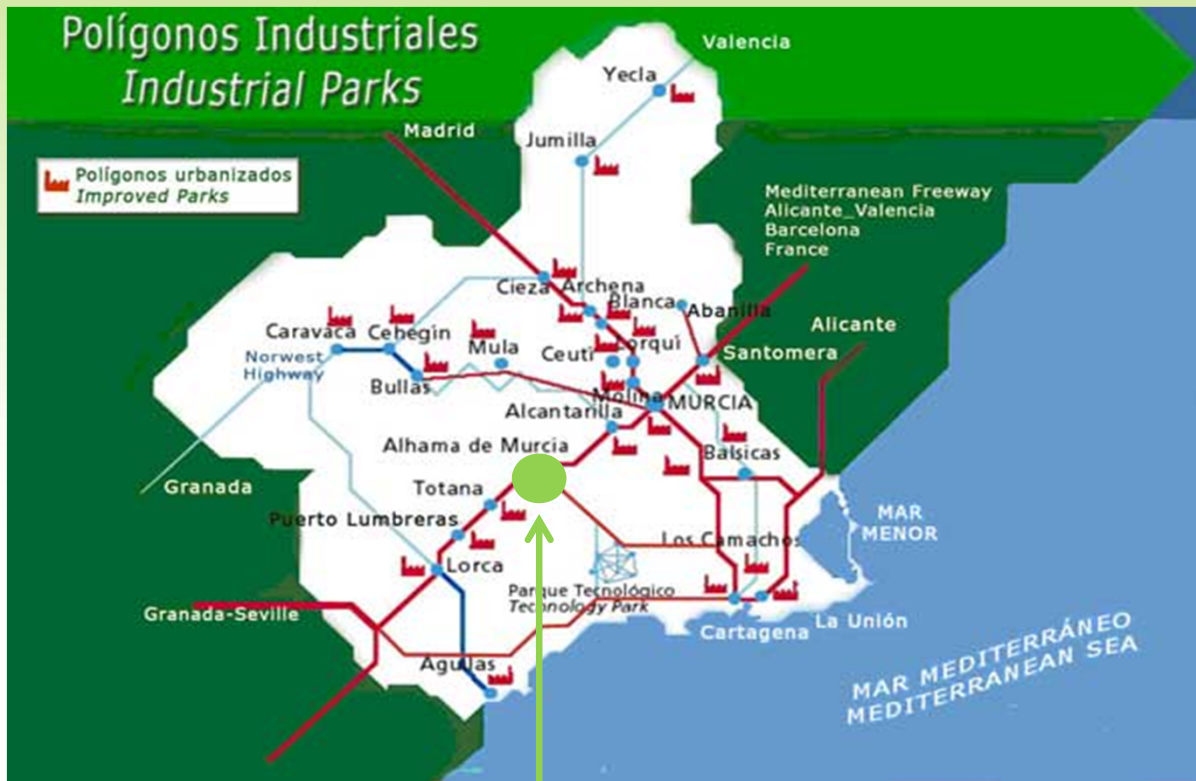 Polígonos Industriales
Industrial Parks
Valencia
Yecla
Madrid
Jumilla
Polígonos urbanizados
Improved Parks
Mediterranean Freeway
Alicante_Valencia
Barcelona
France
Cieza
Archena
Blanca
Abanilla
Alicante
Caravaca
Cehegin
Mula
Ceutí
Lorquí
Santomera
Norwest
Highway
Bullas
Molina
MURCIA
Alcantarilla
Alhama de Murcia
Balsicas
Granada
Totana
MAR
MENOR
Puerto Lumbreras
Los Camachos
Lorca
Parque Tecnológico
Technology Park
Granada-Seville
Cartagena
La Unión
MAR MEDITERRÁNEO
MEDITERRANEAN SEA
Aguilas